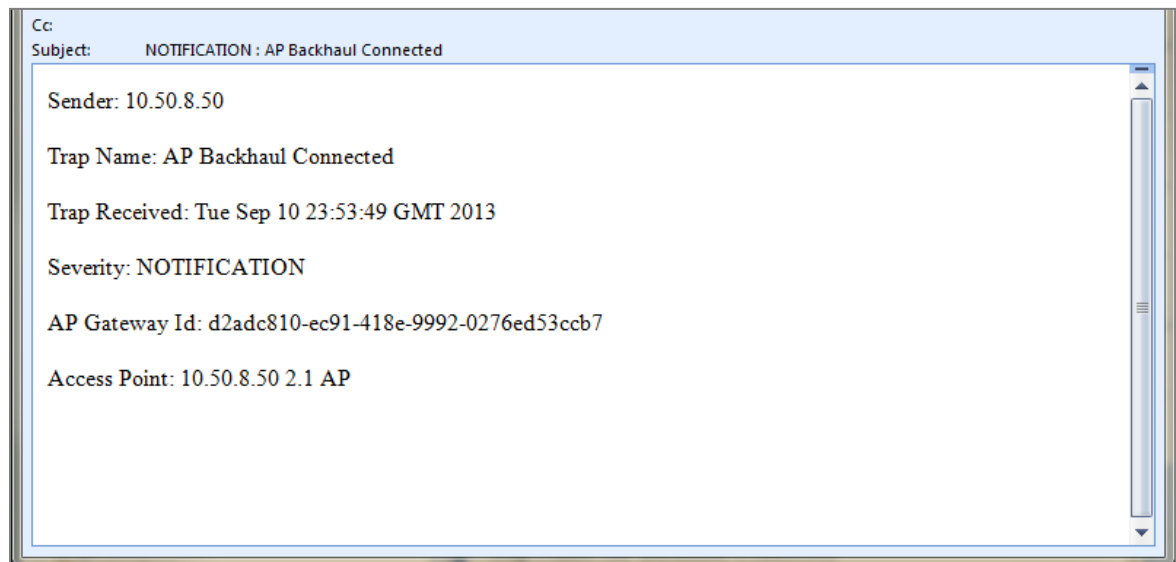 Cc:
Subject: NOTIFICATION : AP Backhaul Connected
Sender: 10.50.8.50
Trap Name: AP Backhaul Connected
Trap Received: Tue Sep 10 23:53:49 GMT 2013
Severity: NOTIFICATION
AP Gateway Id: d2adc810-ec91-418e-9992-0276ed53ccb7
Access Point: 10.50.8.50 2.1 AP